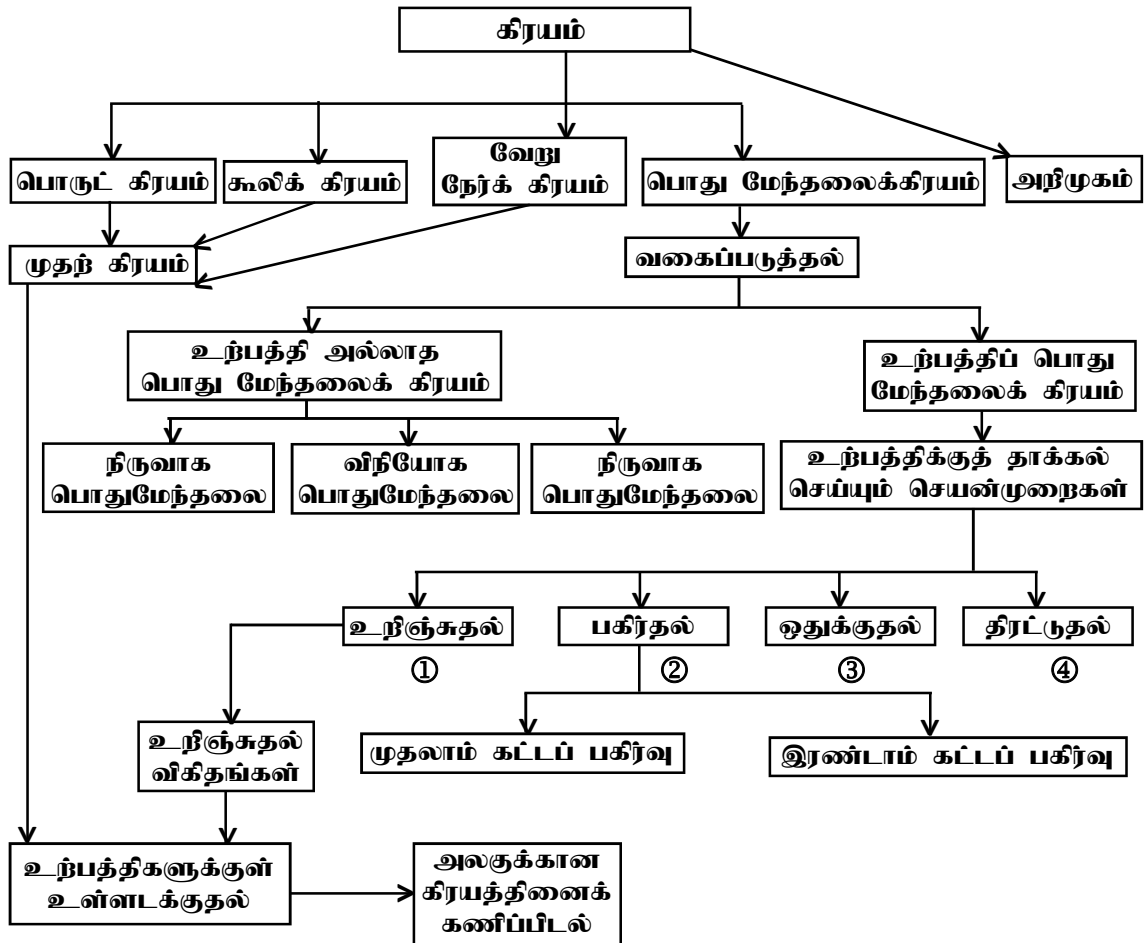 கிரயம்
பொருட் கிரயம்
கூலிக் கிரயம்
வேறு
நேர்க் கிரயம்
பொது மேந்தலைக்கிரயம்
அறிமுகம்
முதற் கிரயம்
வகைப்படுத்தல்
உற்பத்தி அல்லாத
பொது மேந்தலைக் கிரயம்
உற்பத்திப் பொது
மேந்தலைக் கிரயம்
நிருவாக
பொதுமேந்தலை
விநியோக
பொதுமேந்தலை
நிருவாக
பொதுமேந்தலை
உற்பத்திக்குத் தாக்கல்
செய்யும் செயன்முறைகள்
உறிஞ்சுதல்
பகிர்தல்
ஒதுக்குதல்
திரட்டுதல்
①
②
③
④
உறிஞ்சுதல்
விகிதங்கள்
முதலாம் கட்டப் பகிர்வு
இரண்டாம் கட்டப் பகிர்வு
உற்பத்திகளுக்குள்
உள்ளடக்குதல்
அலகுக்கான
கிரயத்தினைக்
கணிப்பிடல்